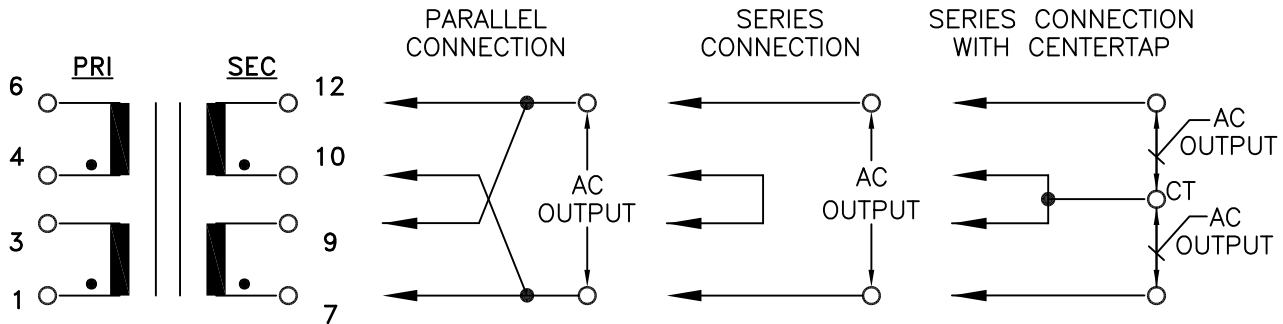 PARALLEL
CONNECTION
SERIES
CONNECTION
SERIES CONNECTION
WITH CENTERTAP
PRI
SEC
6
4
3
1
12
10
9
7
AC
OUTPUT
AC
OUTPUT
AC
OUTPUT
CT
AC
OUTPUT